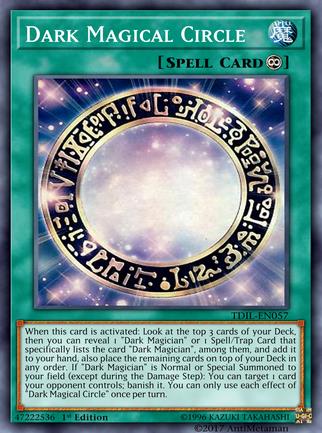 Dark Magical Circle
[Spell Card]
TDIL-EN057
When this card is activated: Look at the top 3 cards of your Deck,
then you can reveal 1 "Dark Magician" or 1 Spell/Trap Card that
specifically lists the card "Dark Magician", among them, and add it
to your hand, also place the remaining cards on top of your Deck in
any order. If "Dark Magician" is Normal or Special Summoned to
your field (except during the Damage Step): You can target 1 card
your opponent controls; banish it. You can only use each effect of
"Dark Magical Circle" once per turn.
47222536
1st Edition
©1996 KAZUKI TAKAHASHI
©2017 AntiMetaman